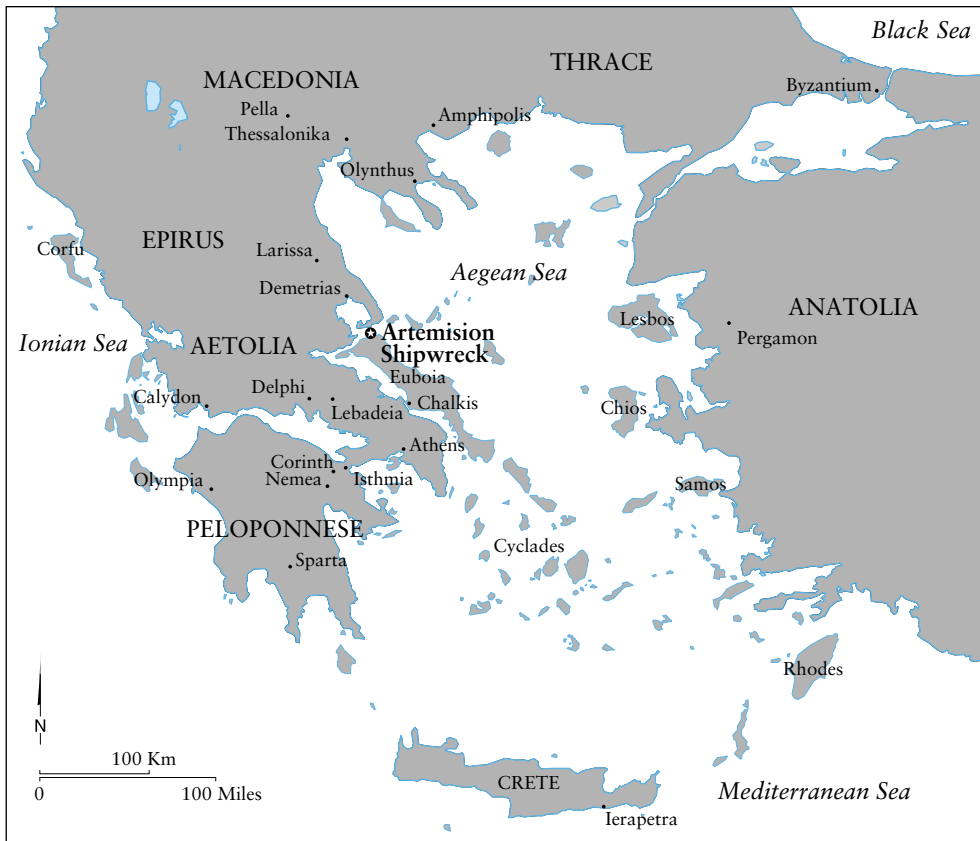 Black Sea
THRACE
MACEDONIA
Byzantium
Pella
Amphipolis
Thessalonika
Olynthus
EPIRUS
Corfu
Larissa
Aegean Sea
Demetrias
ANATOLIA
Lesbos
Artemision
Shipwreck
Pergamon
Ionian Sea
AETOLIA
Euboia
Delphi
Calydon
Chalkis
Lebadeia
Chios
Athens
Corinth
Isthmia
Nemea
Olympia
Samos
PELOPONNESE
Cyclades
Sparta
Rhodes
N
100 Km
0 100 Miles
CRETE
Mediterranean Sea
Ierapetra